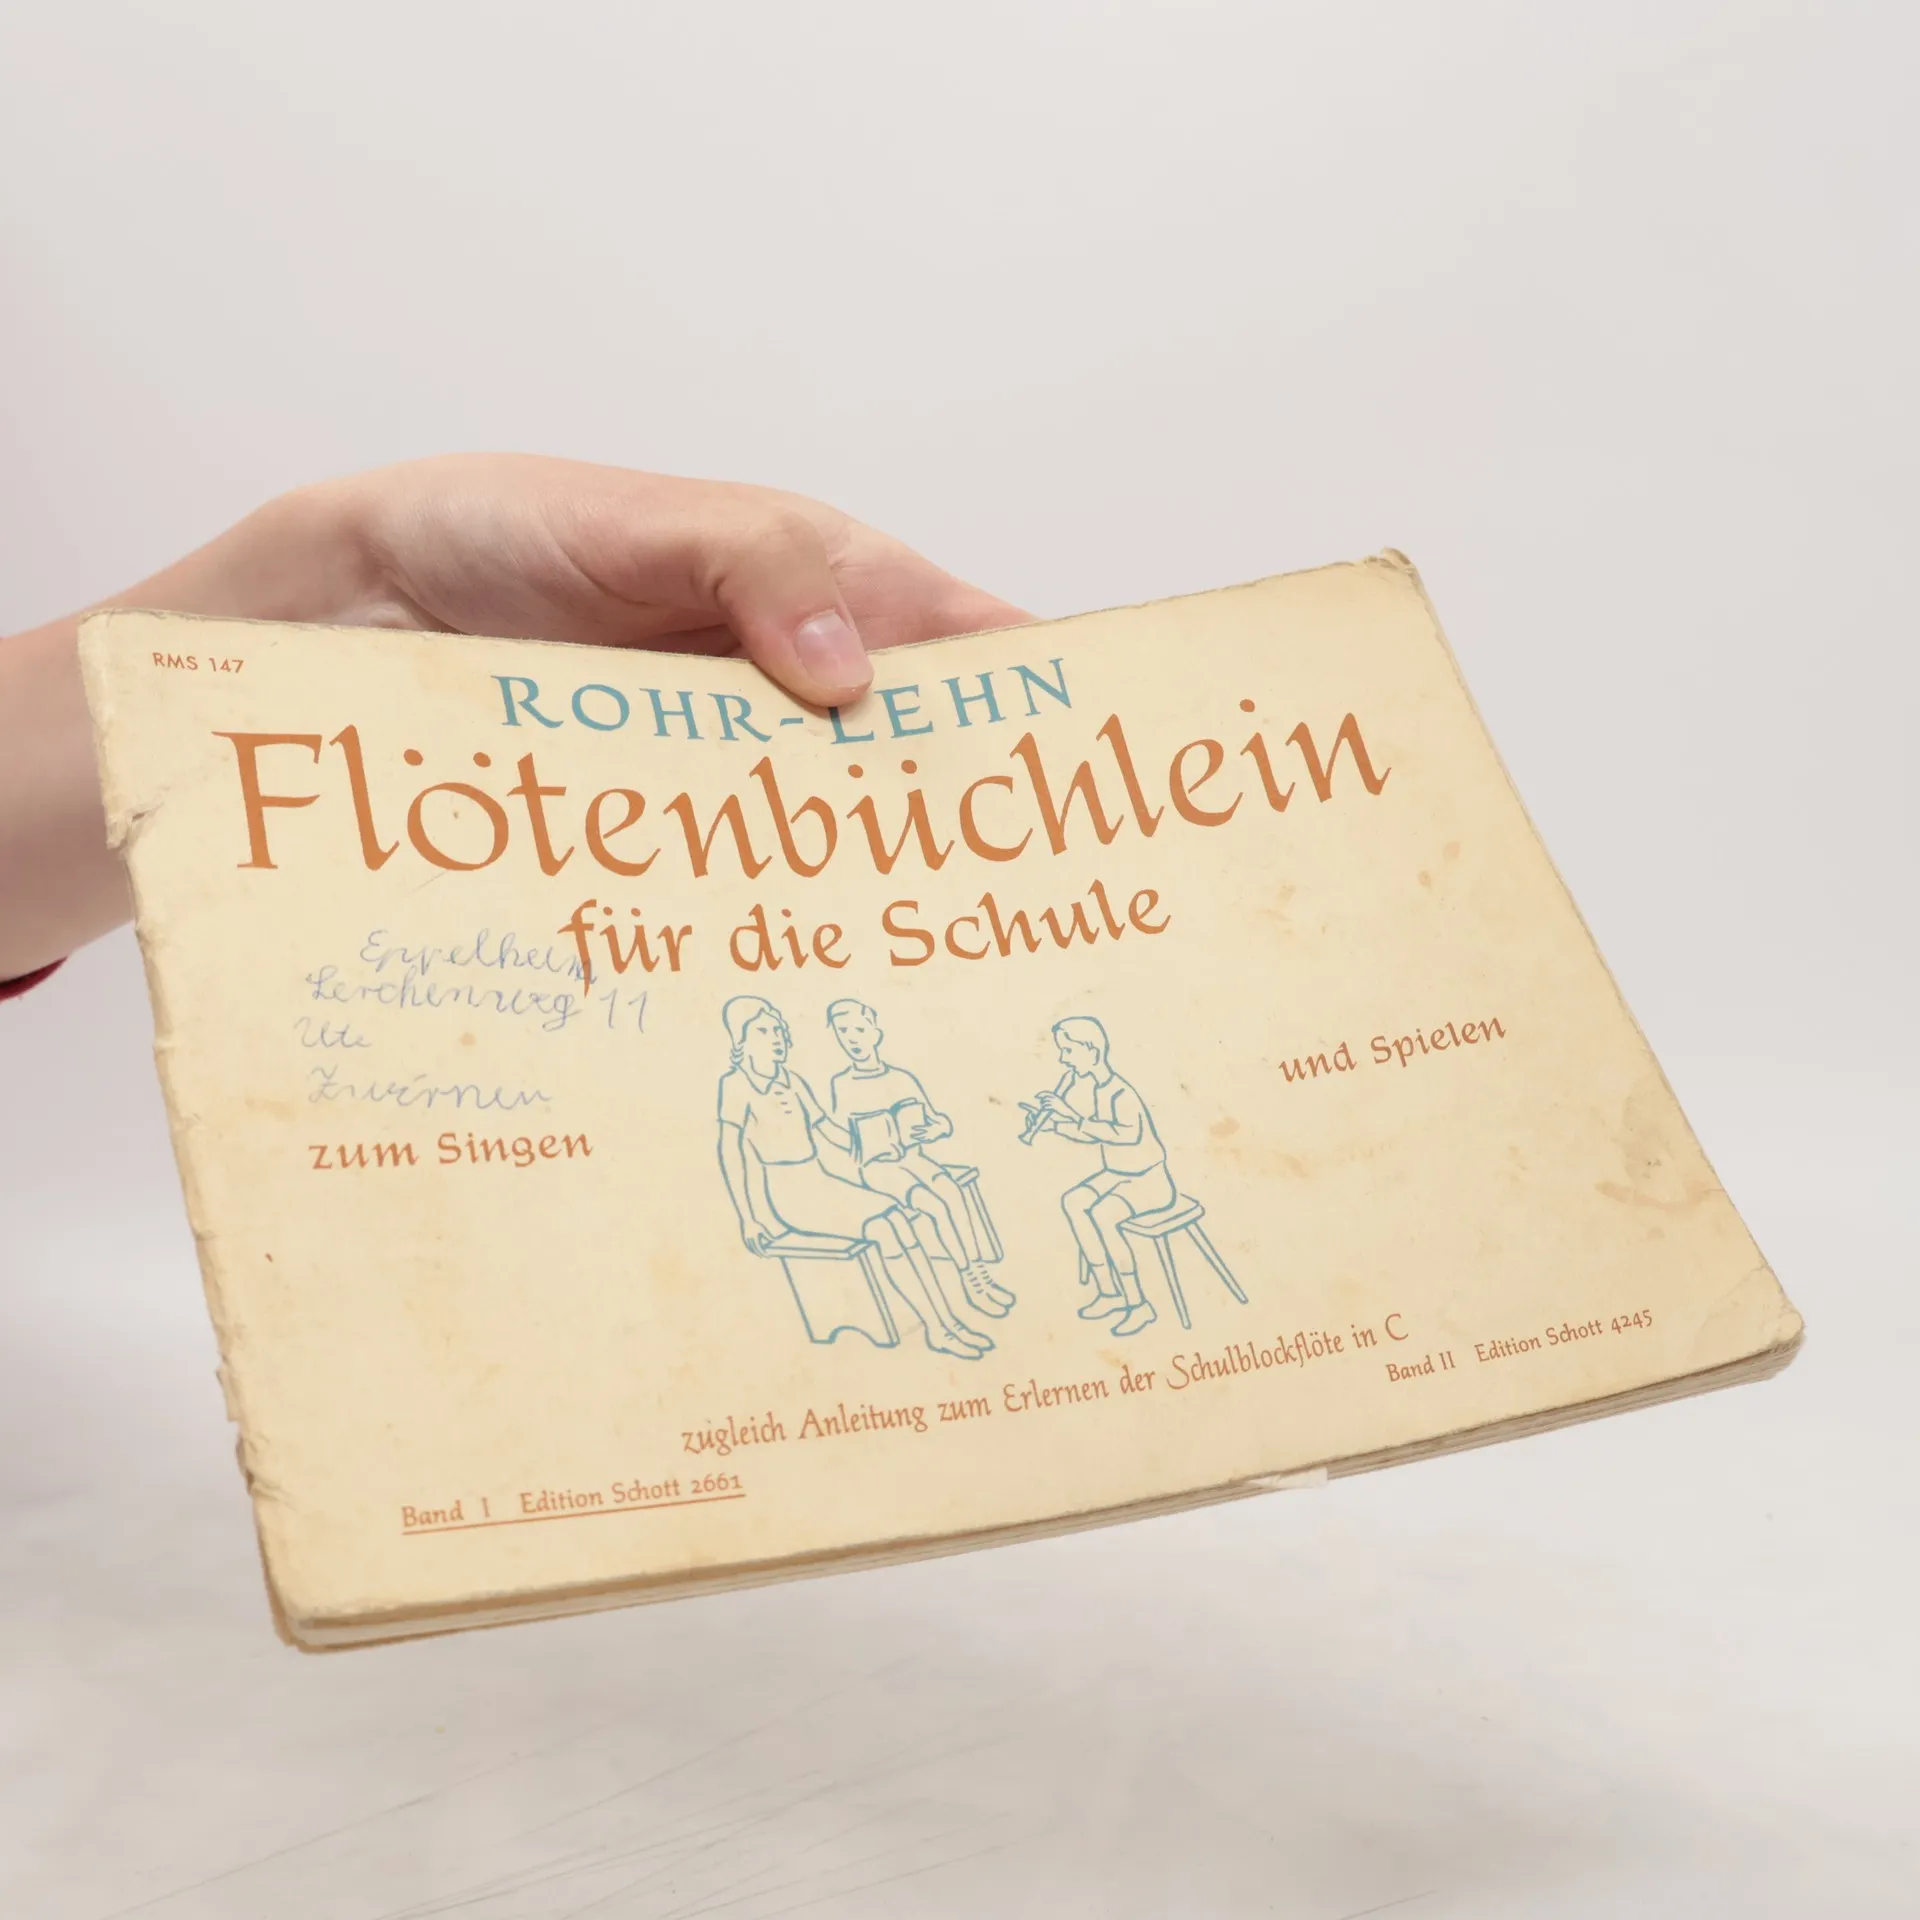 RMS 147
ROHR-LEHN
Flötenbüchlein
für die Schule
Eppelheim
Lerchenweg 11
Ute
zum Singen
und Spielen
zugleich Anleitung zum Erlernen der Schulblockflöte in C
Band I Edition Schott 2661
Band II Edition Schott 4245